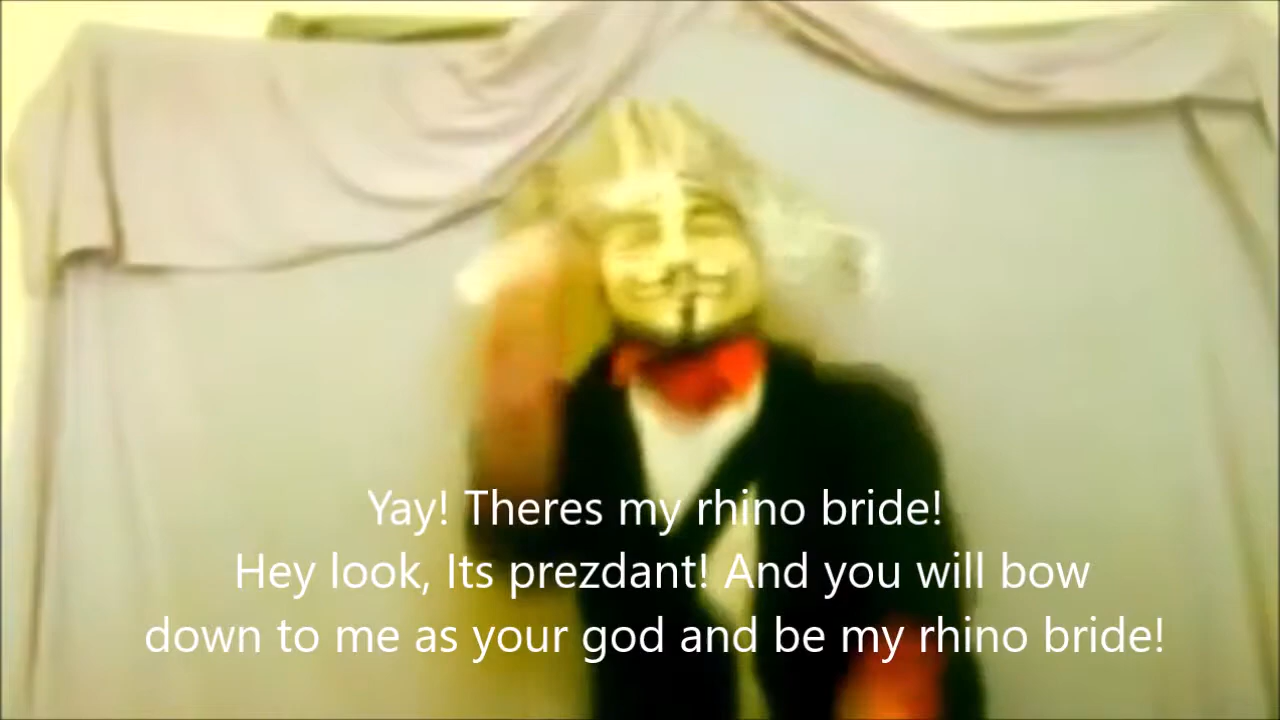 Yay! Theres my rhino bride!
Hey look, Its prezdant! And you will bow
down to me as your god and be my rhino bride!